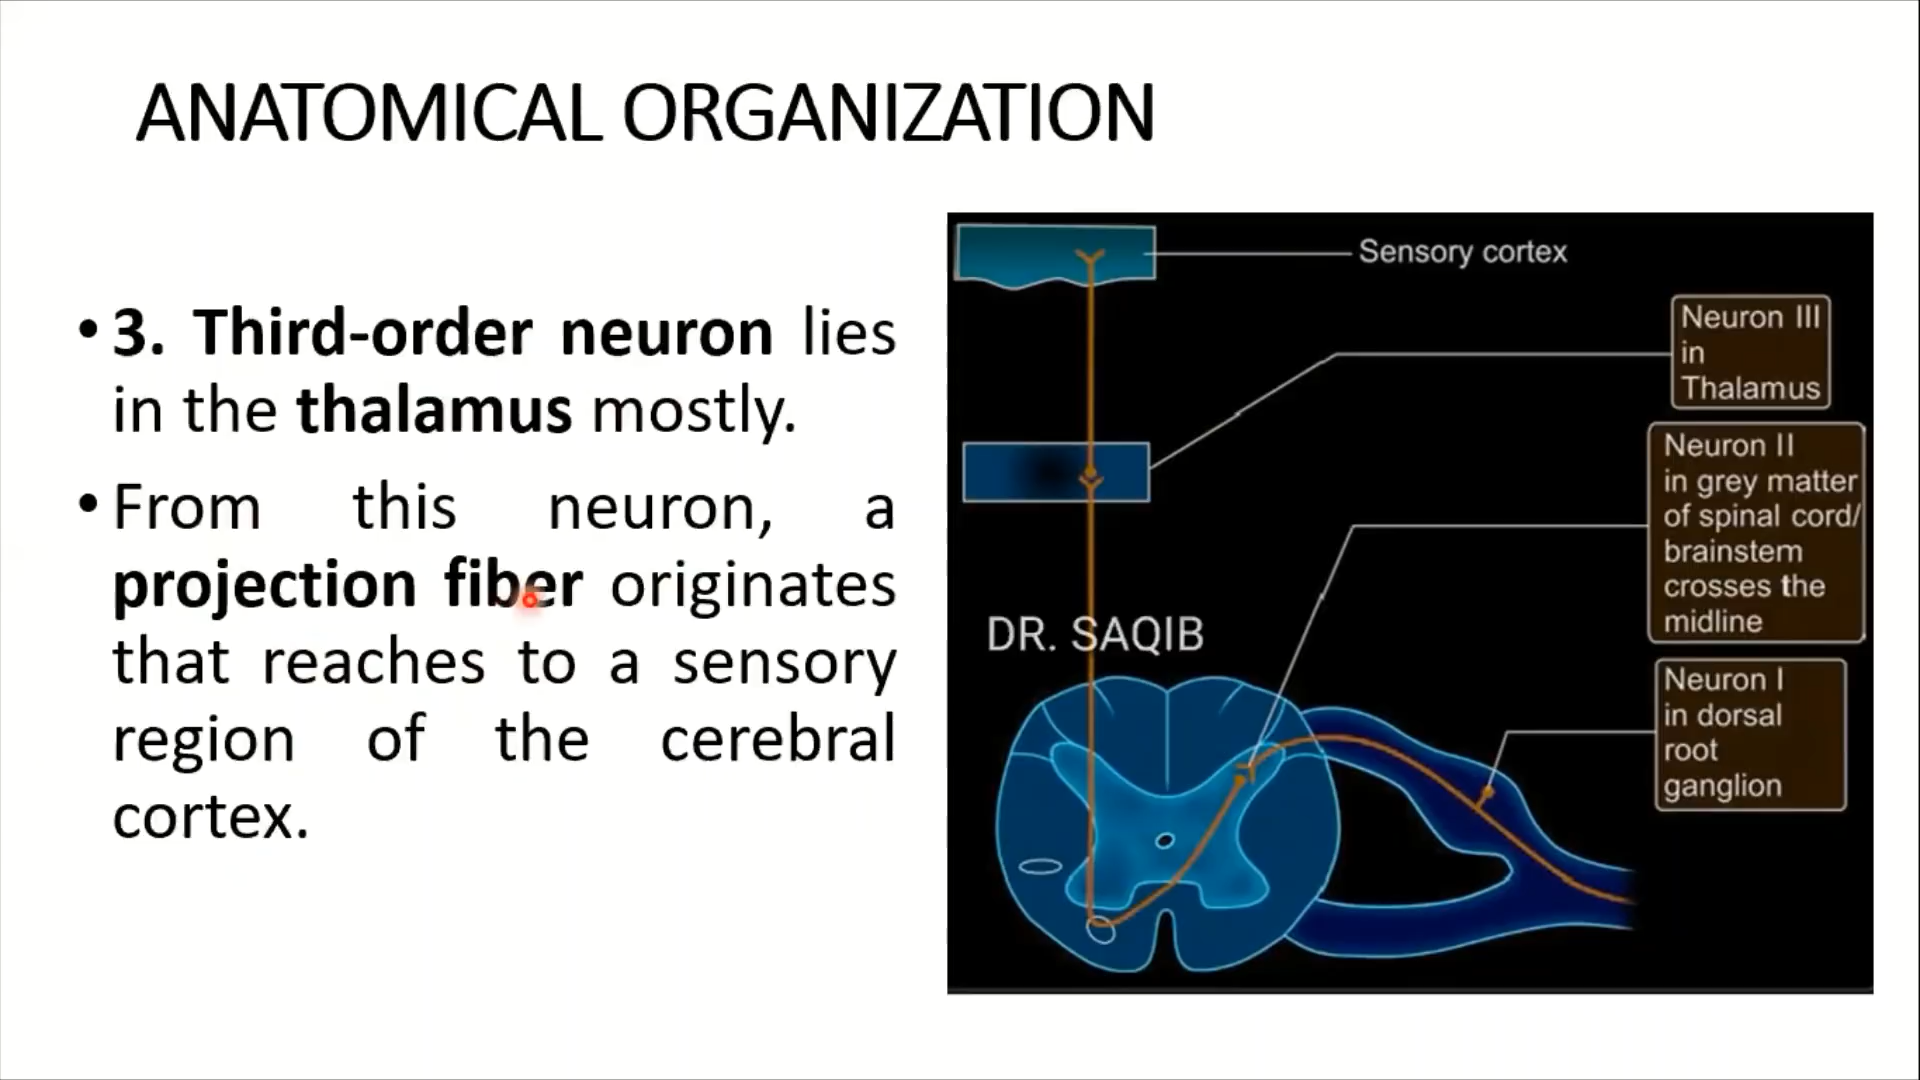 ANATOMICAL ORGANIZATION
• 3. Third-order neuron lies
in the thalamus mostly.
• From this neuron, a
projection fiber originates
that reaches to a sensory
region of the cerebral
cortex.
Sensory cortex
Neuron III
in
Thalamus
Neuron II
in grey matter
of spinal cord/
brainstem
crosses the
midline
DR. SAQIB
Neuron I
in dorsal
root
ganglion